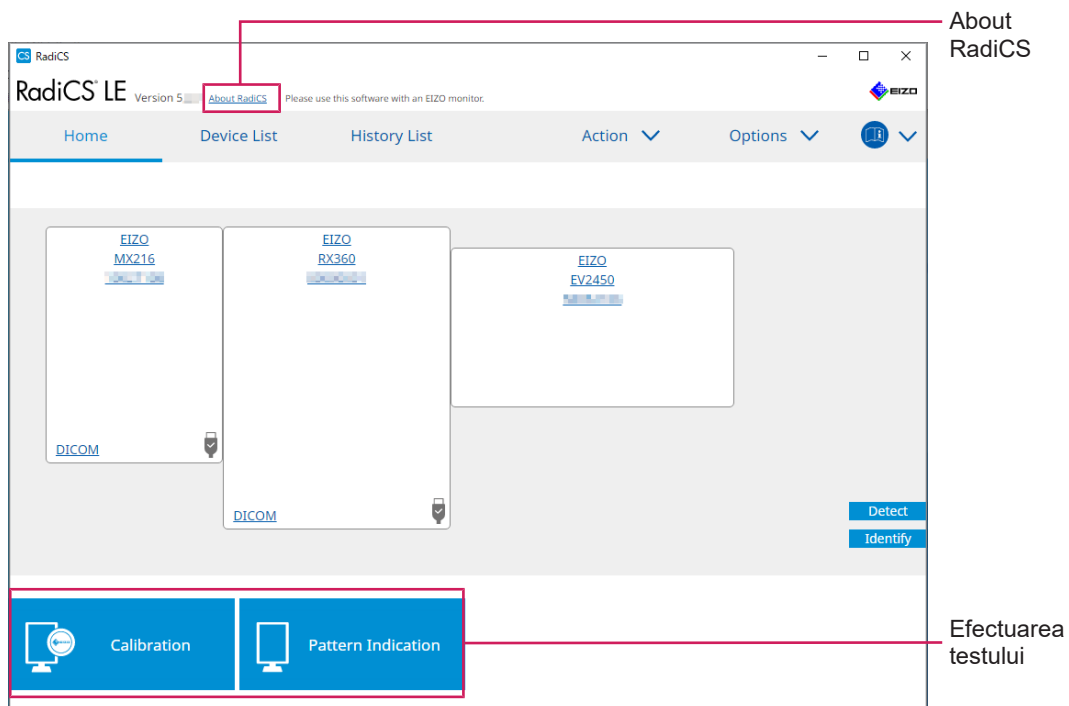 About
RadiCS
CS RadiCS
RadiCS® LE Version 5 About RadiCS Please use this software with an EIZO monitor. EIZO
Home Device List History List Action Options
EIZO
MX216
EIZO
RX360
EIZO
EV2450
DICOM
DICOM
Detect
Identify
Calibration Pattern Indication
Efectuarea
testului